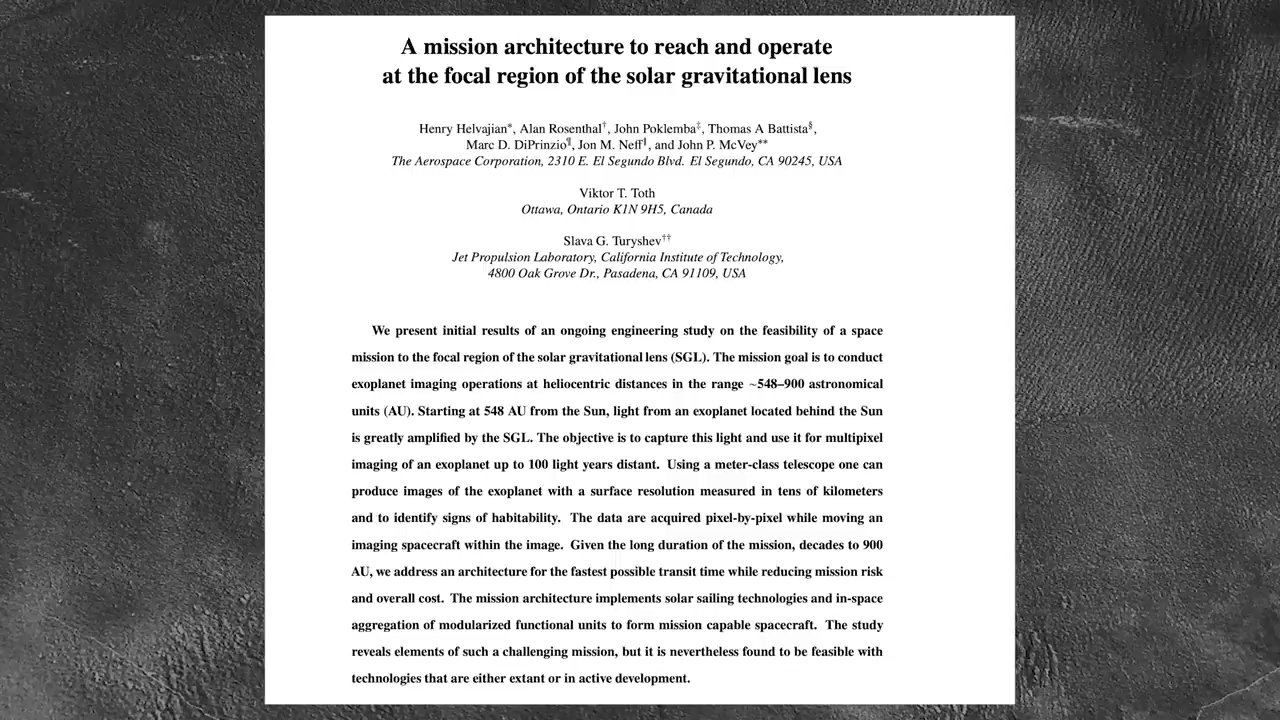 A mission architecture to reach and operate
at the focal region of the solar gravitational lens
Henry Helvajian*, Alan Rosenthal†, John Poklemba‡, Thomas A Battista§,
Marc D. DiPrinzio¶, Jon M. Neff‖, and John P. McVey**
The Aerospace Corporation, 2310 E. El Segundo Blvd. El Segundo, CA 90245, USA
Viktor T. Toth
Ottawa, Ontario K1N 9H5, Canada
Slava G. Turyshev††
Jet Propulsion Laboratory, California Institute of Technology,
4800 Oak Grove Dr., Pasadena, CA 91109, USA
We present initial results of an ongoing engineering study on the feasibility of a space
mission to the focal region of the solar gravitational lens (SGL). The mission goal is to conduct
exoplanet imaging operations at heliocentric distances in the range ~548–900 astronomical
units (AU). Starting at 548 AU from the Sun, light from an exoplanet located behind the Sun
is greatly amplified by the SGL. The objective is to capture this light and use it for multipixel
imaging of an exoplanet up to 100 light years distant. Using a meter-class telescope one can
produce images of the exoplanet with a surface resolution measured in tens of kilometers
and to identify signs of habitability. The data are acquired pixel-by-pixel while moving an
imaging spacecraft within the image. Given the long duration of the mission, decades to 900
AU, we address an architecture for the fastest possible transit time while reducing mission risk
and overall cost. The mission architecture implements solar sailing technologies and in-space
aggregation of modularized functional units to form mission capable spacecraft. The study
reveals elements of such a challenging mission, but it is nevertheless found to be feasible with
technologies that are either extant or in active development.